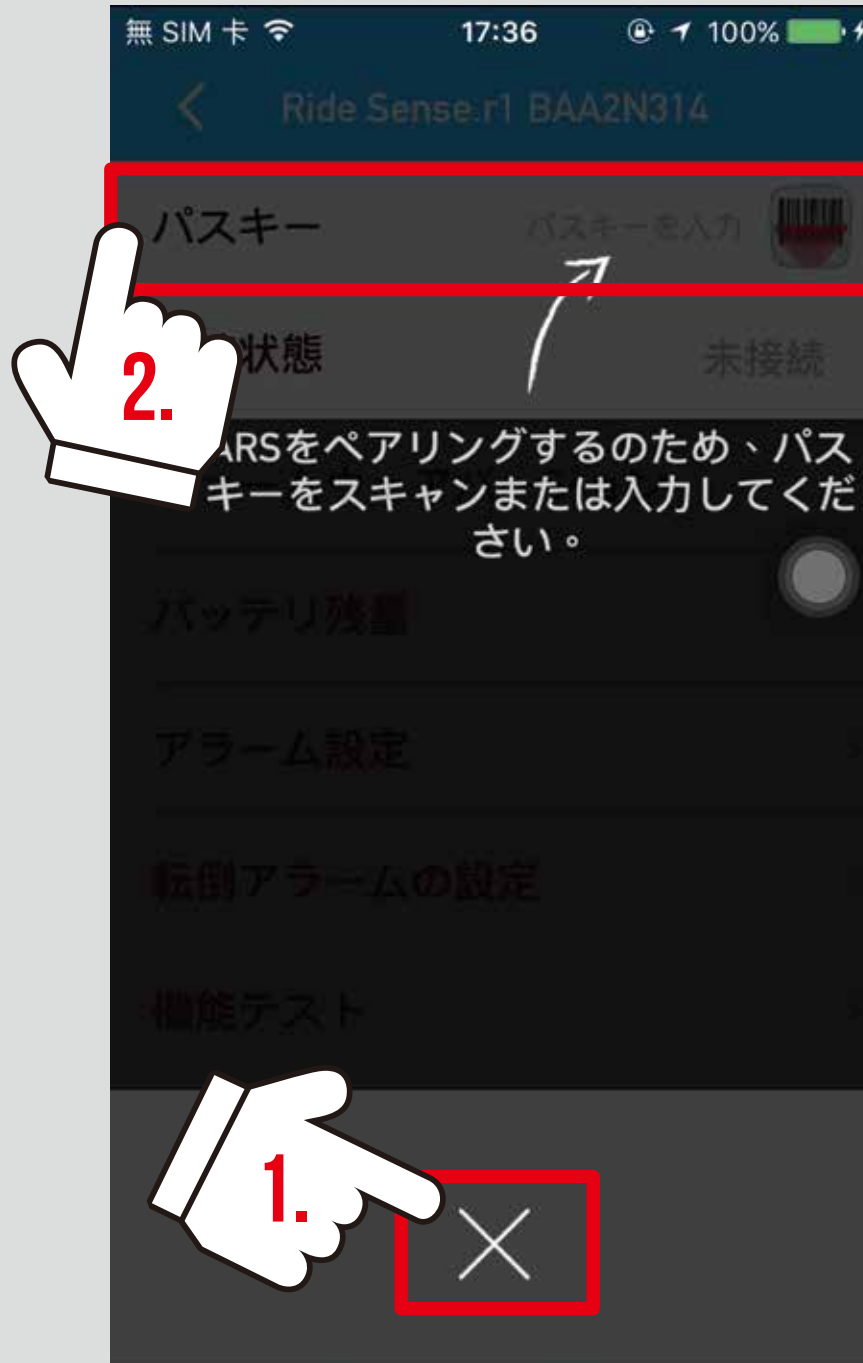 無 SIM 卡 17:36 100%
Ride Sense.r1 BAA2N314
パスキー パスキーを入力
2. 状態 未接続
ARSをペアリングするのため、パス
キーをスキャンまたは入力してくだ
さい。
バッテリ残量
アラーム設定
転倒アラームの設定
機能テスト
1.